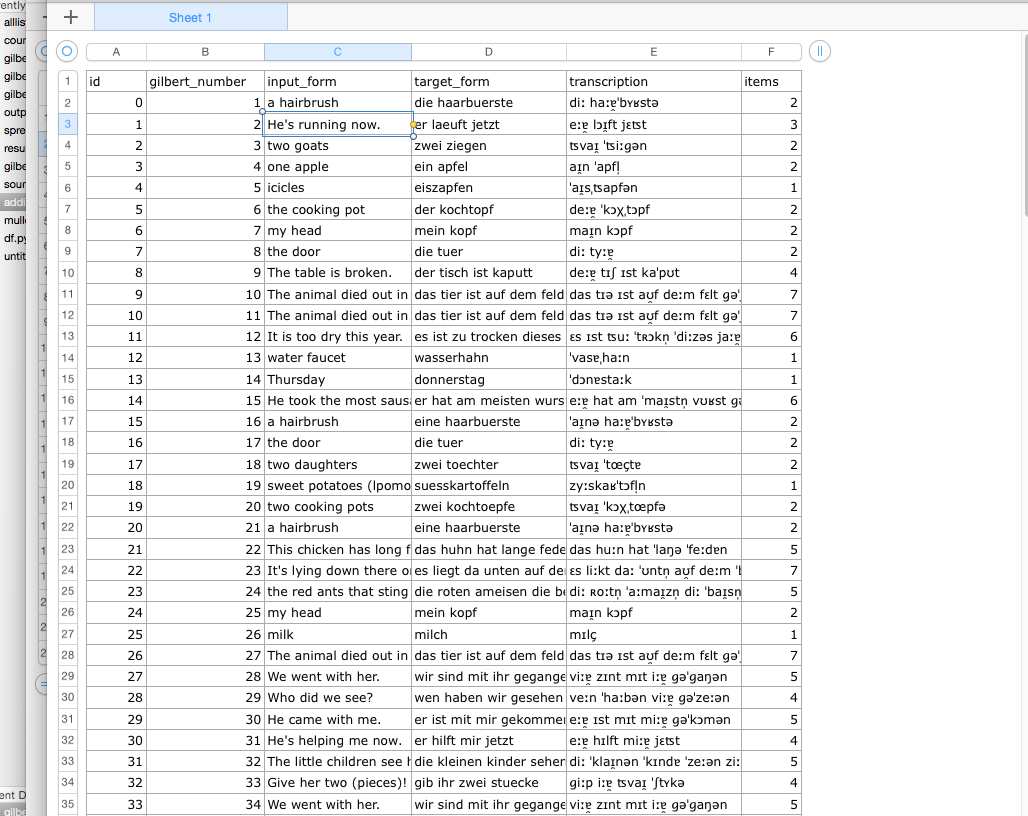 ently
allis
cour
gilbe
gilbe
gilbe
outp
spre
resu
gilbe
sour
addi
mull
df.py
untit
ent D
gilbe
+ Sheet 1
A B C D E F
1 id gilbert_number input_form target_form transcription items
2 0 1 a hairbrush die haarbuerste diː haːɐ̯ˈbʏʁstə 2
3 1 2 He's running now. er laeuft jetzt eːɐ̯ lɔɪ̯ft jɛʦt 3
4 2 3 two goats zwei ziegen ʦvaɪ̯ ˈʦiːgən 2
5 3 4 one apple ein apfel aɪ̯n ˈapfl̩ 2
6 4 5 icicles eiszapfen ˈaɪ̯sˌʦapfən 1
7 5 6 the cooking pot der kochtopf deːɐ̯ ˈkɔχˌtɔpf 2
8 6 7 my head mein kopf maɪ̯n kɔpf 2
9 7 8 the door die tuer diː tyːɐ̯ 2
10 8 9 The table is broken. der tisch ist kaputt deːɐ̯ tɪʃ ɪst kaˈpʊt 4
11 9 10 The animal died out in das tier ist auf dem feld das tɪə ɪst aʊ̯f deːm fɛlt gəˈ 7
12 10 11 The animal died out in das tier ist auf dem feld das tɪə ɪst aʊ̯f deːm fɛlt gəˈ 7
13 11 12 It is too dry this year. es ist zu trocken dieses ɛs ɪst ʦuː ˈtʀɔkn̩ ˈdiːzəs jaːɐ̯ 6
14 12 13 water faucet wasserhahn ˈvasɐˌhaːn 1
15 13 14 Thursday donnerstag ˈdɔnɐstaːk 1
16 14 15 He took the most saus er hat am meisten wurs eːɐ̯ hat am ˈmaɪ̯stn̩ vʊʁst gə 6
17 15 16 a hairbrush eine haarbuerste ˈaɪ̯nə haːɐ̯ˈbʏʁstə 2
18 16 17 the door die tuer diː tyːɐ̯ 2
19 17 18 two daughters zwei toechter ʦvaɪ̯ ˈtœçtɐ 2
20 18 19 sweet potatoes (Ipomo suesskartoffeln zyːskaʁˈtɔfl̩n 1
21 19 20 two cooking pots zwei kochtoepfe ʦvaɪ̯ ˈkɔχˌtœpfə 2
22 20 21 a hairbrush eine haarbuerste ˈaɪ̯nə haːɐ̯ˈbʏʁstə 2
23 21 22 This chicken has long f das huhn hat lange fede das huːn hat ˈlaŋə ˈfeːdɐn 5
24 22 23 It's lying down there o es liegt da unten auf de ɛs liːkt daː ˈʊntn̩ aʊ̯f deːm ˈ 7
25 23 24 the red ants that sting die roten ameisen die be diː ʀoːtn̩ ˈaːmaɪ̯zn̩ diː ˈbaɪ̯sn̩ 5
26 24 25 my head mein kopf maɪ̯n kɔpf 2
27 25 26 milk milch mɪlç 1
28 26 27 The animal died out in das tier ist auf dem feld das tɪə ɪst aʊ̯f deːm fɛlt gəˈ 7
29 27 28 We went with her. wir sind mit ihr gegange viːɐ̯ zɪnt mɪt iːɐ̯ gəˈgaŋən 5
30 28 29 Who did we see? wen haben wir gesehen veːn ˈhaːbən viːɐ̯ gəˈzeːən 4
31 29 30 He came with me. er ist mit mir gekomme eːɐ̯ ɪst mɪt miːɐ̯ gəˈkɔmən 5
32 30 31 He's helping me now. er hilft mir jetzt eːɐ̯ hɪlft miːɐ̯ jɛʦt 4
33 31 32 The little children see die kleinen kinder seher diː ˈklaɪ̯nən ˈkɪndɐ ˈzeːən ziː 5
34 32 33 Give her two (pieces)! gib ihr zwei stuecke giːp iːɐ̯ ʦvaɪ̯ ˈʃtʏkə 4
35 33 34 We went with her. wir sind mit ihr gegange viːɐ̯ zɪnt mɪt iːɐ̯ gəˈgaŋən 5